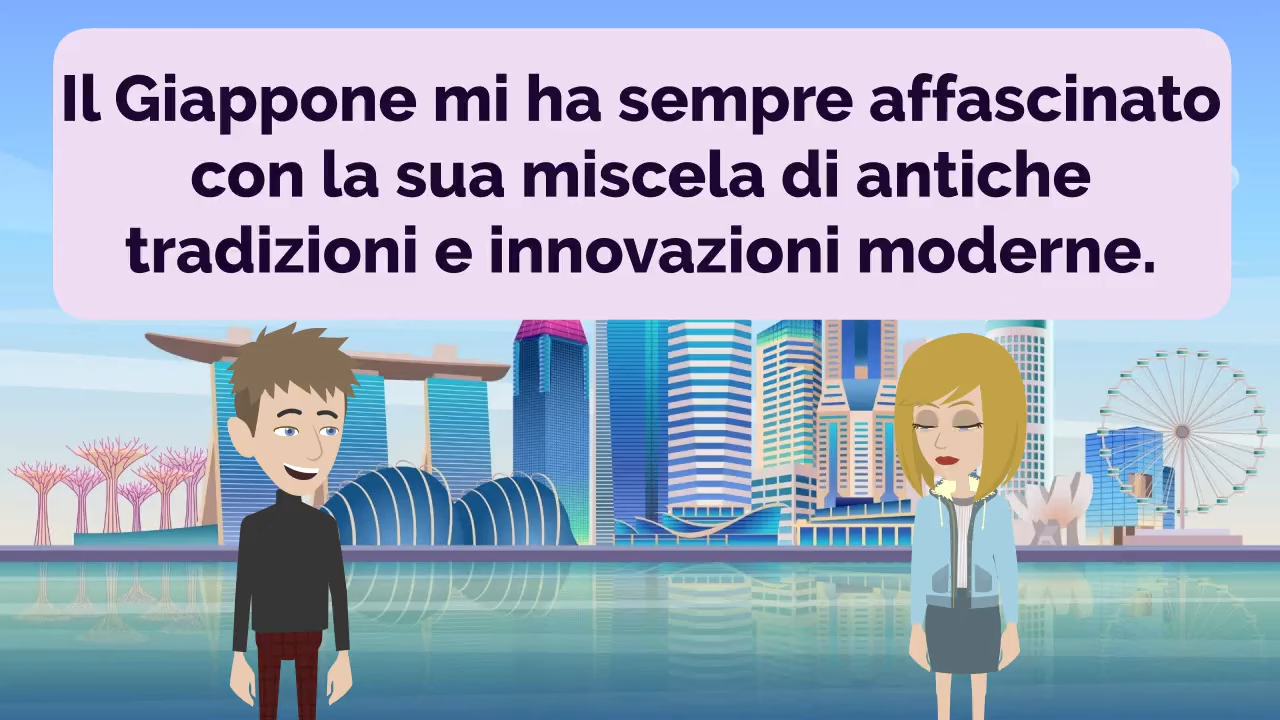 Il Giappone mi ha sempre affascinato
con la sua miscela di antiche
tradizioni e innovazioni moderne.